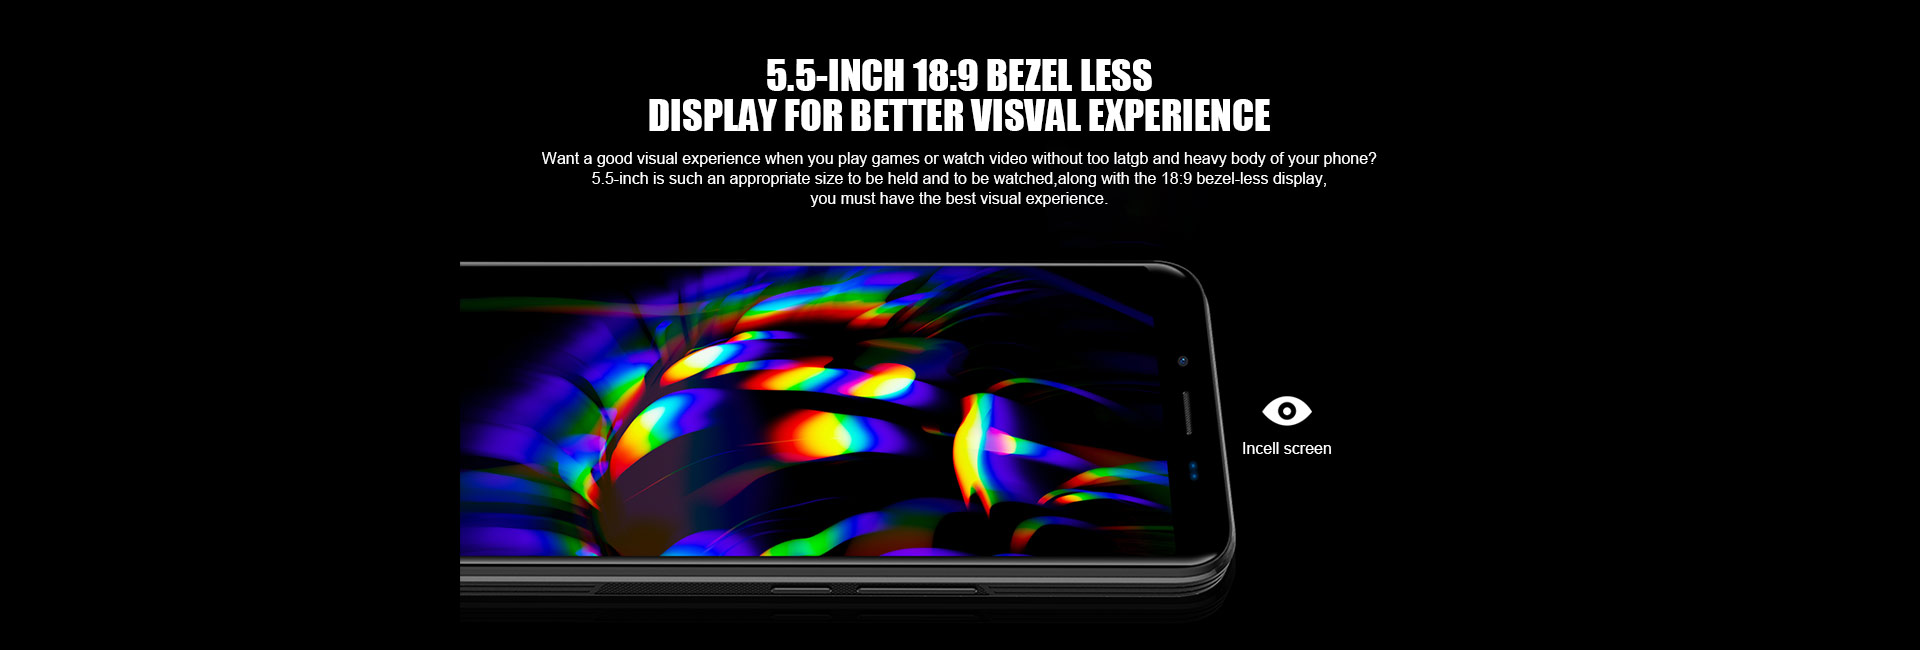 5.5-INCH 18:9 BEZEL LESS
DISPLAY FOR BETTER VISVAL EXPERIENCE
Want a good visual experience when you play games or watch video without too latgb and heavy body of your phone?
5.5-inch is such an appropriate size to be held and to be watched,along with the 18:9 bezel-less display,
you must have the best visual experience.
Incell screen